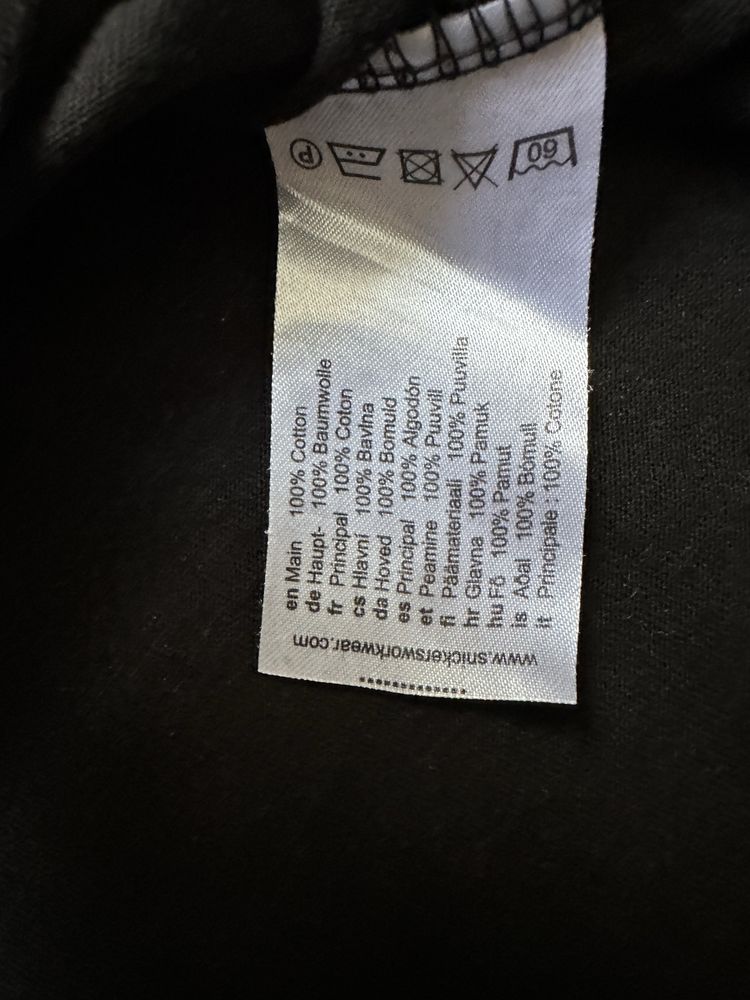 60
P
en Main 100% Cotton
de Haupt- 100% Baumwolle
fr Principal 100% Coton
cs Hlavní 100% Bavlna
da Hoved 100% Bomuld
es Principal 100% Algodón
et Peamine 100% Puuvill
fi Päämateriaali 100% Puuvilla
hr Glavna 100% Pamuk
hu Fő 100% Pamut
is Aðal 100% Bómull
it Principale : 100% Cotone
www.snickersworkwear.com